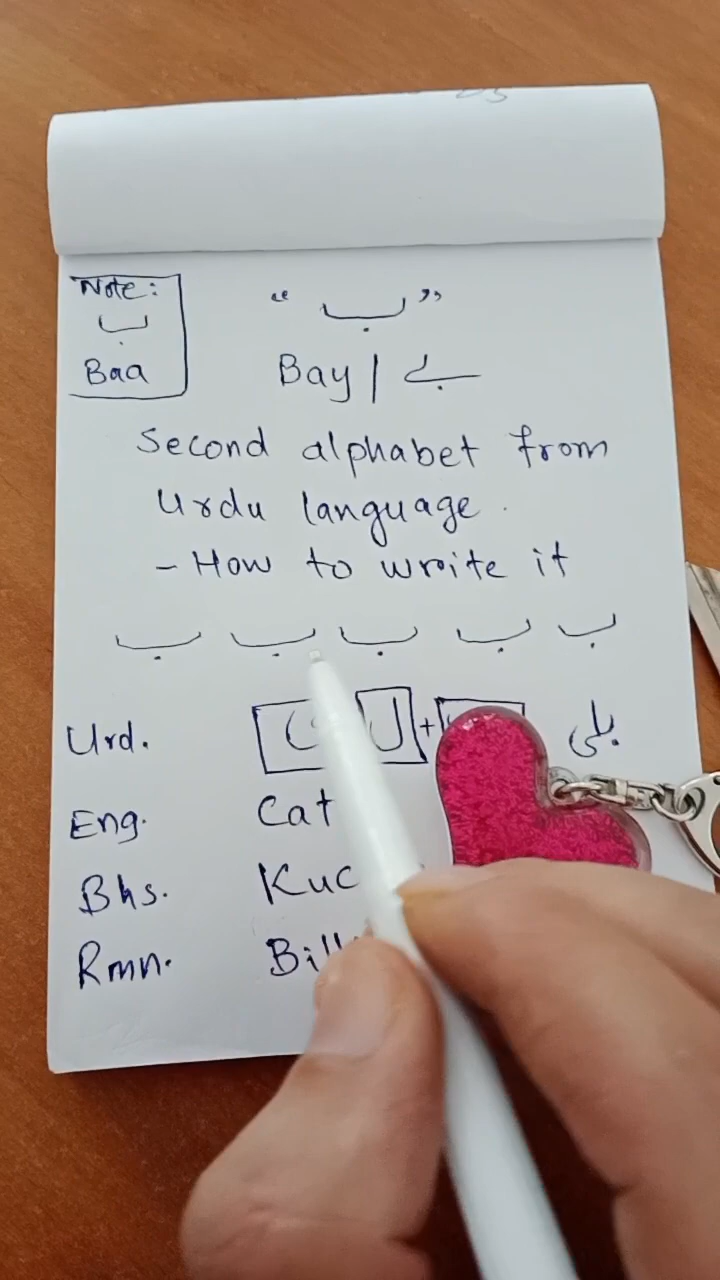 Note:
ب
Baa
“ ب ”
Bay / بے
Second alphabet from
Urdu language.
- How to write it
ب ب ب ب ب
Urd. ی ل + بلی
Eng. Cat
Bhs.
Rmn.